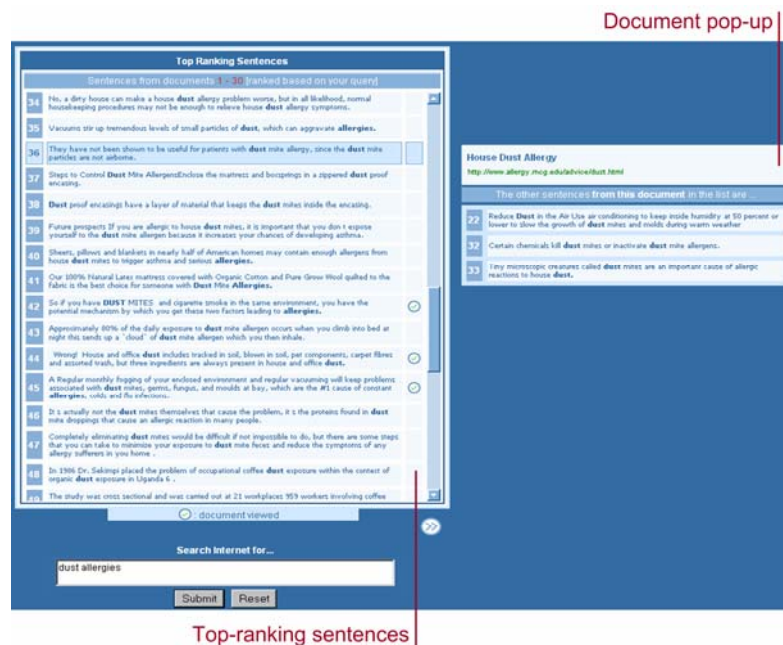 Document pop-up
Top Ranking Sentences
Sentences from documents 1 - 30 [ranked based on your query]
34 No, a dirty house can make a house dust allergy problem worse, but in all likelihood, normal
housekeeping procedures may not be enough to relieve house dust allergy symptoms.
35 Vacuums stir up tremendous levels of small particles of dust, which can aggravate allergies.
36 They have not been shown to be useful for patients with dust mite allergy, since the dust mite
particles are not airborne.
37 Steps to Control Dust Mite AllergensEnclose the mattress and boxsprings in a zippered dust proof
encasing.
38 Dust proof encasings have a layer of material that keeps the dust mites inside the encasing.
39 Future prospects If you are allergic to house dust mites, it is important that you don t expose
yourself to the dust mite allergen because it increases your chances of developing asthma.
40 Sheets, pillows and blankets in nearly half of American homes may contain enough allergens from
house dust mites to trigger asthma and serious allergies.
41 Our 100% Natural Latex mattress covered with Organic Cotton and Pure Grow Wool quilted to the
fabric is the best choice for someone with Dust Mite Allergies.
42 So if you have DUST MITES and cigarette smoke in the same environment, you have the
potential mechanism by which you get these two factors leading to allergies.
43 Approximately 80% of the daily exposure to dust mite allergen occurs when you climb into bed at
night this sends up a `cloud` of dust mite allergen which you then inhale.
44 Wrong! House and office dust includes tracked in soil, blown in soil, pet components, carpet fibres
and assorted trash, but three ingredients are always present in house and office dust.
45 A Regular monthly fogging of your enclosed environment and regular vacuuming will keep problems
associated with dust mites, germs, fungus, and moulds at bay, which are the #1 cause of constant
allergies, colds and flu infections.
46 It s actually not the dust mites themselves that cause the problem, it s the proteins found in dust
mite droppings that cause an allergic reaction in many people.
47 Completely eliminating dust mites would be difficult if not impossible to do, but there are some steps
that you can take to minimize your exposure to dust mite feces and reduce the symptoms of any
allergy sufferers in you home .
48 In 1986 Dr. Sekimpi placed the problem of occupational coffee dust exposure within the context of
organic dust exposure in Uganda 6 .
49 The study was cross sectional and was carried out at 21 workplaces 959 workers involving coffee
: document viewed
Search Internet for...
dust allergies
Submit Reset
Top-ranking sentences
House Dust Allergy
http://www.allergy.mcg.edu/advice/dust.html
The other sentences from this document in the list are ..
22 Reduce Dust in the Air Use air conditioning to keep inside humidity at 50 percent or
lower to slow the growth of dust mites and molds during warm weather
32 Certain chemicals kill dust mites or inactivate dust mite allergens.
33 Tiny microscopic creatures called dust mites are an important cause of allergic
reactions to house dust.